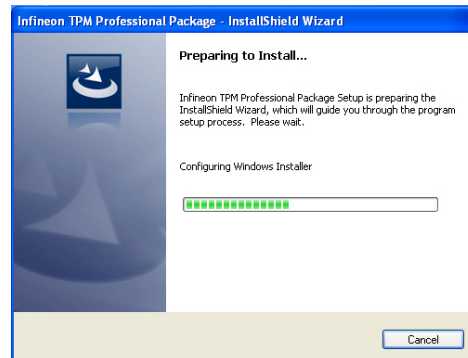 Infineon TPM Professional Package - InstallShield Wizard
Preparing to Install...
Infineon TPM Professional Package Setup is preparing the
InstallShield Wizard, which will guide you through the program
setup process. Please wait.
Configuring Windows Installer
Cancel